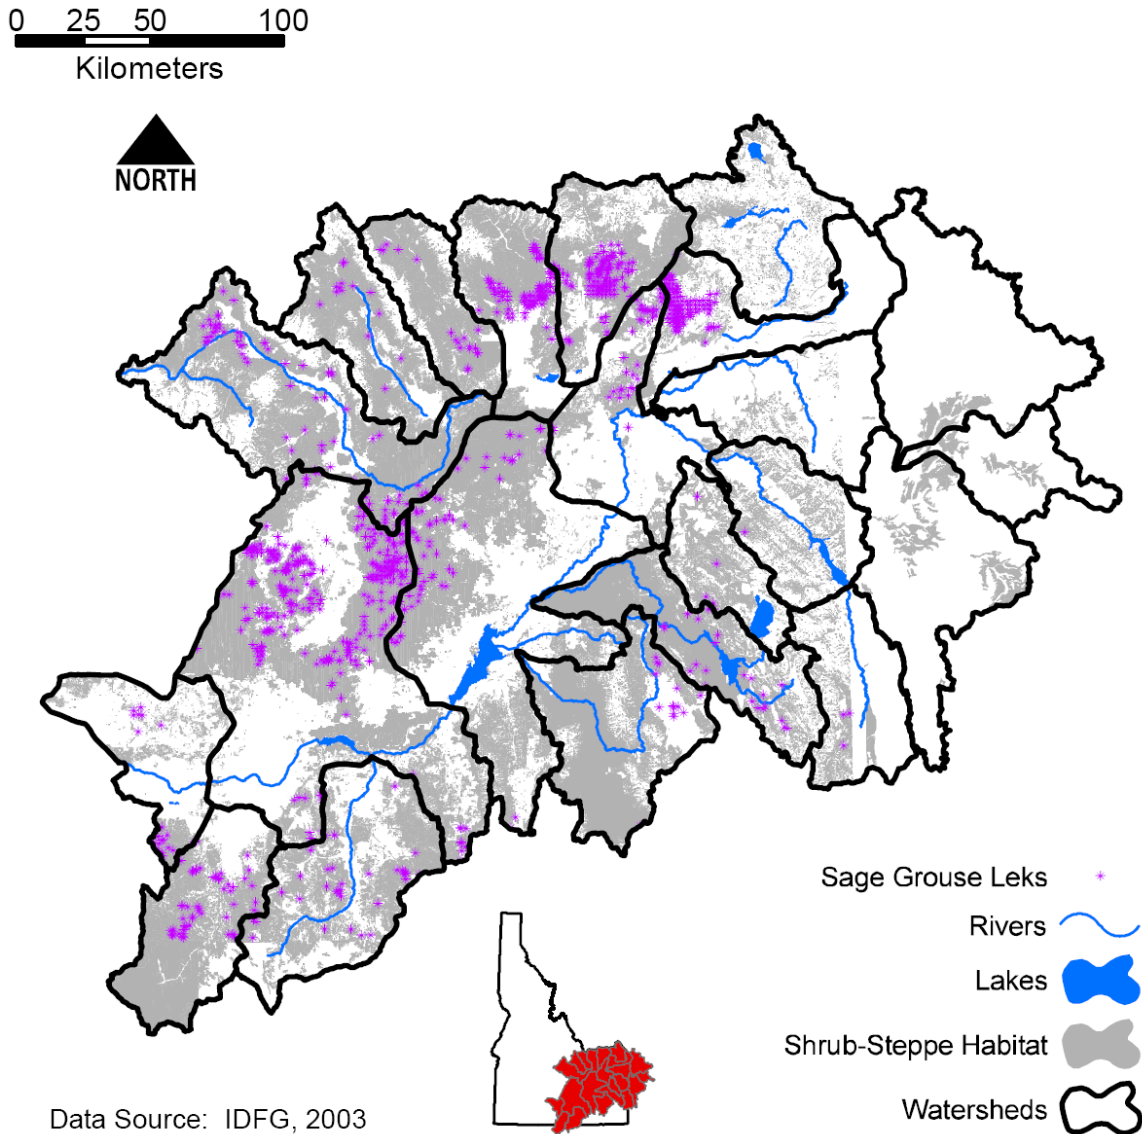 0 25 50 100
Kilometers
NORTH
Sage Grouse Leks
Rivers
Lakes
Shrub-Steppe Habitat
Watersheds
Data Source: IDFG, 2003